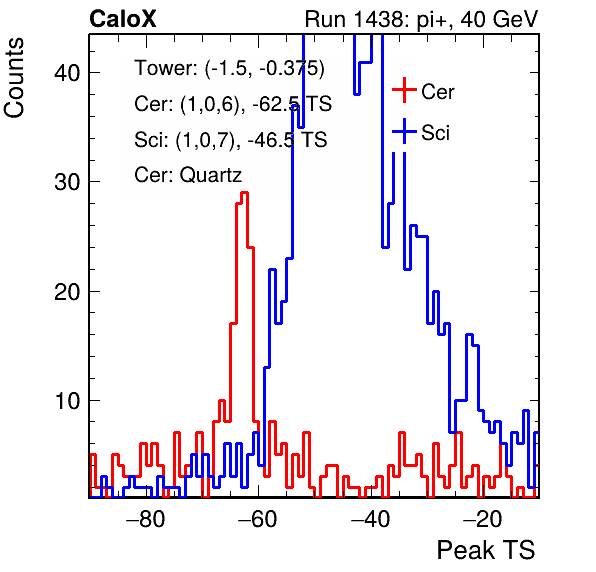 CaloX
Run 1438: pi+, 40 GeV
Counts
Tower: (-1.5, -0.375)
Cer: (1,0,6), -62.5 TS
Sci: (1,0,7), -46.5 TS
Cer: Quartz
Cer
Sci
40
30
20
10
−80 −60 −40 −20
Peak TS